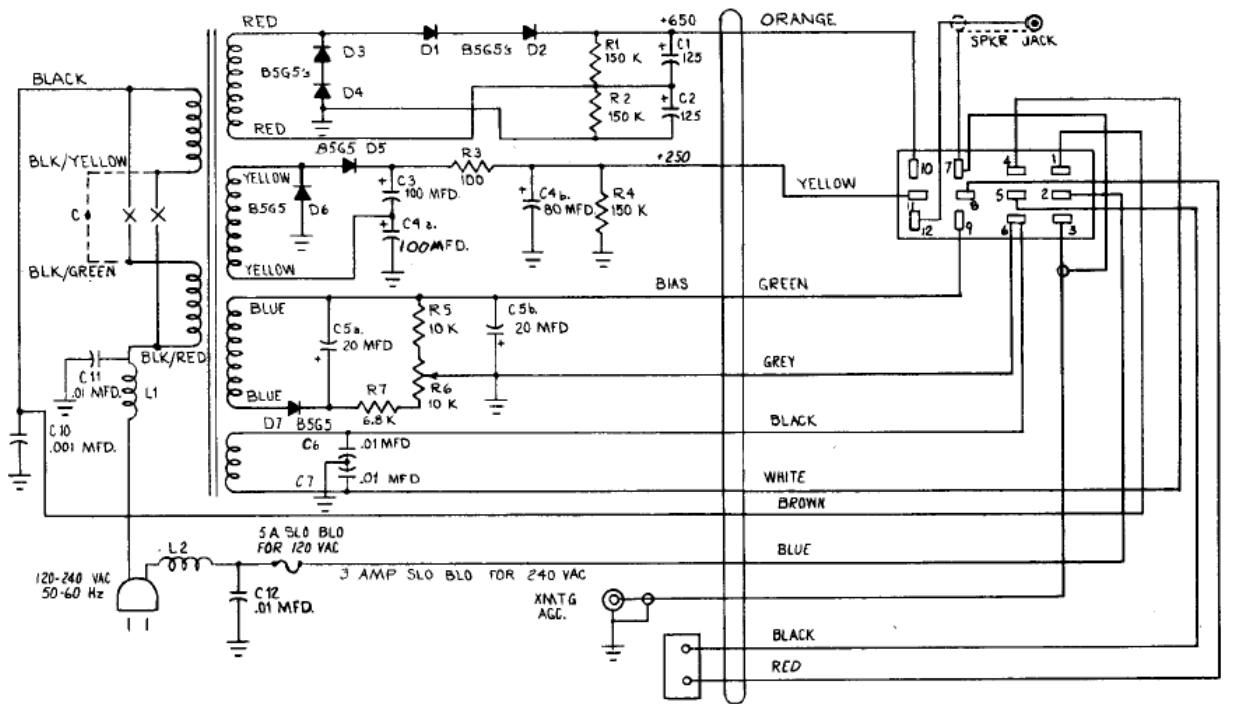 RED
+650
ORANGE
D3
D1
B5G5's
D2
R1
150 K
C1
125
SPKR JACK
BLACK
B5G5's
D4
R2
150 K
C2
125
RED
BLK/YELLOW
B5G5 D5
R3
100
+250
YELLOW
YELLOW
B5G5
D6
C3
100 MFD.
C4b.
80 MFD.
R4
150K
C
C4a.
100MFD.
10
7
4
1
11
8
5
2
12
9
6
3
BLK/GREEN
YELLOW
BIAS
GREEN
BLUE
C5a.
20 MFD
R5
10 K
C5b.
20 MFD
BLK/RED
GREY
C11
.01 MFD.
L1
BLUE
R7
6.8K
R6
10 K
D7
B5G5
BLACK
C10
.001 MFD.
C6
.01MFD
C7
.01 MFD
WHITE
BROWN
5A SLO BLO
FOR 120 VAC
L2
BLUE
3 AMP SLO BLO FOR 240 VAC
120-240 VAC
50-60 Hz
C12
.01 MFD.
XMTG
AGC.
BLACK
RED